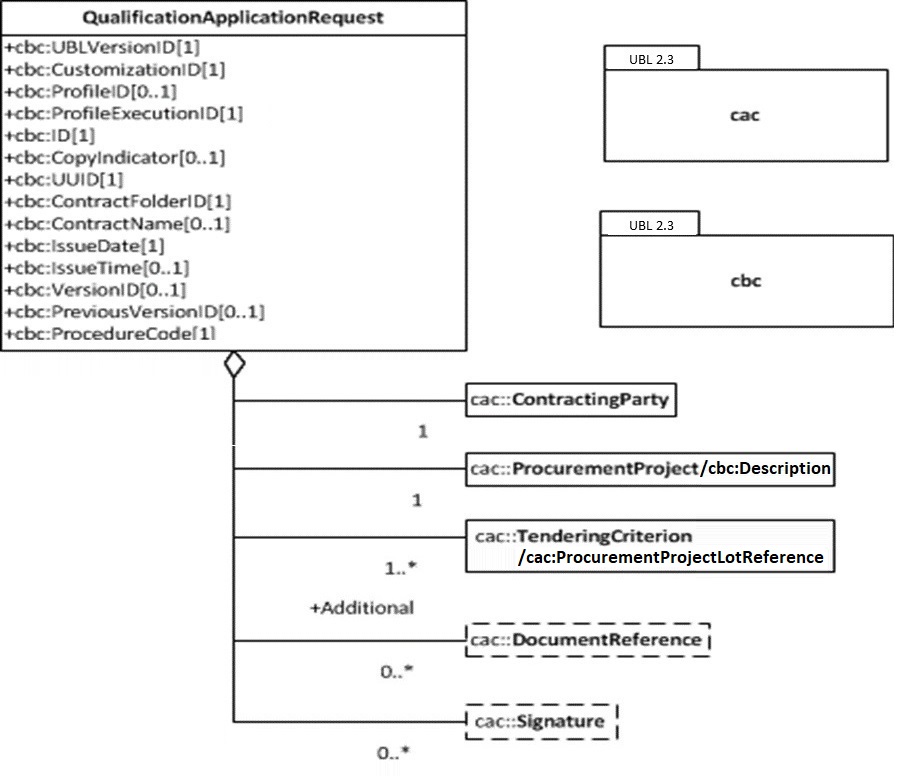 QualificationApplicationRequest
+cbc:UBLVersionID[1]
+cbc:CustomizationID[1]
+cbc:ProfileID[0..1]
+cbc:ProfileExecutionID[1]
+cbc:ID[1]
+cbc:CopyIndicator[0..1]
+cbc:UUID[1]
+cbc:ContractFolderID[1]
+cbc:ContractName[0..1]
+cbc:IssueDate[1]
+cbc:IssueTime[0..1]
+cbc:VersionID[0..1]
+cbc:PreviousVersionID[0..1]
+cbc:ProcedureCode[1]
UBL 2.3
cac
UBL 2.3
cbc
cac::ContractingParty
1
cac::ProcurementProject/cbc:Description
1
cac::TenderingCriterion
/cac:ProcurementProjectLotReference
1..*
+Additional
cac::DocumentReference
0..*
cac::Signature
0..*